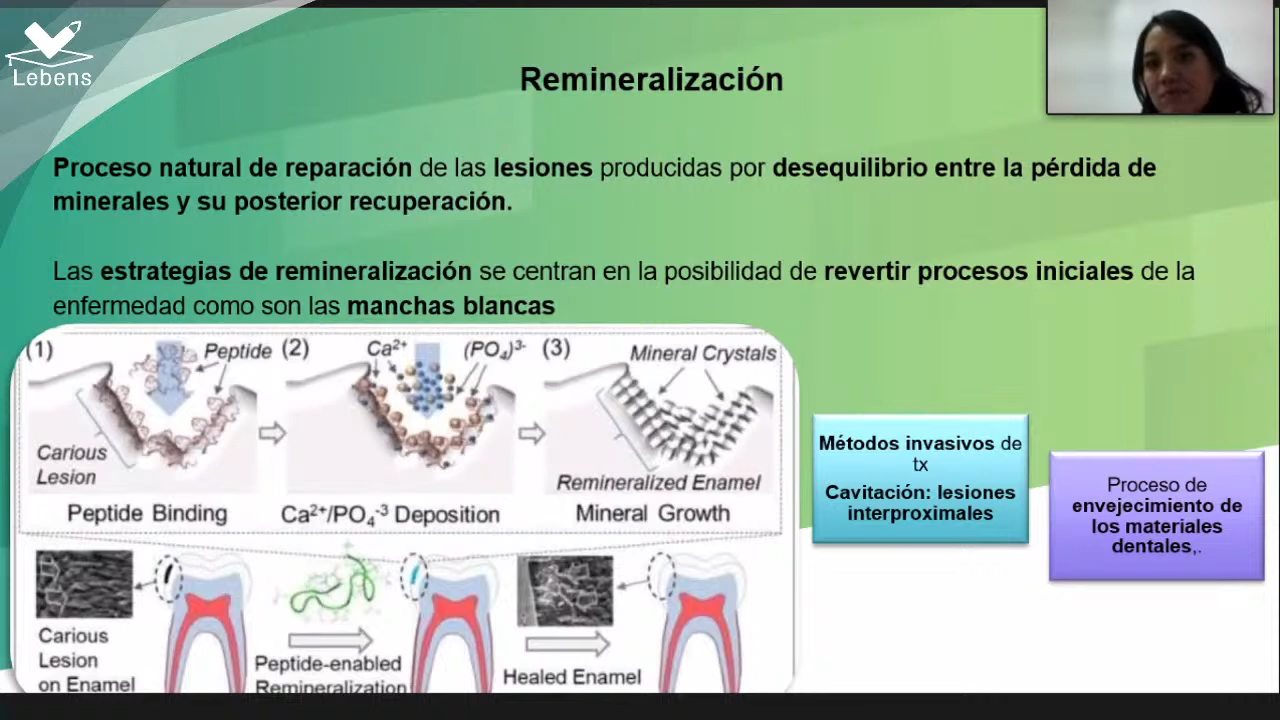 Lebens
Remineralización
Proceso natural de reparación de las lesiones producidas por desequilibrio entre la pérdida de
minerales y su posterior recuperación.
Las estrategias de remineralización se centran en la posibilidad de revertir procesos iniciales de la
enfermedad como son las manchas blancas
(1)
Peptide
Carious
Lesion
Peptide Binding
(2)
Ca²⁺
(PO₄)³⁻
Ca²⁺/PO₄⁻³ Deposition
(3)
Mineral Crystals
Remineralized Enamel
Mineral Growth
Carious
Lesion
on Enamel
Peptide-enabled
Remineralization
Healed Enamel
Métodos invasivos de
tx
Cavitación: lesiones
interproximales
Proceso de
envejecimiento de
los materiales
dentales,.